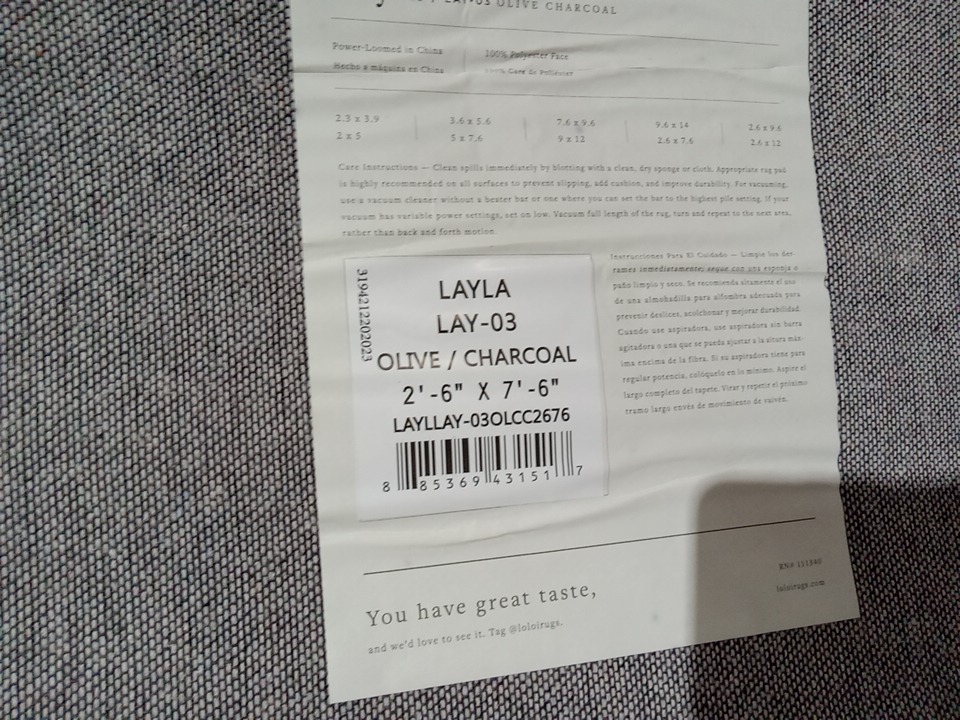 LAY-03 OLIVE CHARCOAL
Power-Loomed in China
Hecho a máquina en China
100% Polyester Face
100% Cara de Poliéster
2.3 x 3.9
2 x 5
3.6 x 5.6
5 x 7.6
7.6 x 9.6
9 x 12
9.6 x 14
2.6 x 7.6
2.6 x 9.6
2.6 x 12
Care Instructions — Clean spills immediately by blotting with a clean, dry sponge or cloth. Appropriate rug pad
is highly recommended on all surfaces to prevent slipping, add cushion, and improve durability. For vacuuming,
use a vacuum cleaner without a beater bar or one where you can set the bar to the highest pile setting. If your
vacuum has variable power settings, set on low. Vacuum full length of the rug, turn and repeat to the next area,
rather than back and forth motion.
319421220 2023
LAYLA
LAY-03
OLIVE / CHARCOAL
2'-6" X 7'-6"
LAYLLAY-03OLCC2676
8 85369 43151 7
Instrucciones Para El Cuidado — Limpie los der-
rames inmediatamente; seque con una esponja o
paño limpio y seco. Se recomienda altamente el uso
de una almohadilla para alfombra adecuada para
prevenir deslices, acolchonar y mejorar durabilidad.
Cuando use aspiradora, use aspiradora sin barra
agitadora o una que se pueda ajustar a la altura máx-
ima encima de la fibra. Si su aspiradora tiene para
regular potencia, colóquelo en lo mínimo. Aspire el
largo completo del tapete. Virar y repetir el próximo
tramo largo envés de movimiento de vaivén.
You have great taste,
and we'd love to see it. Tag @loloirugs.
RN# 111340
loloirugs.com